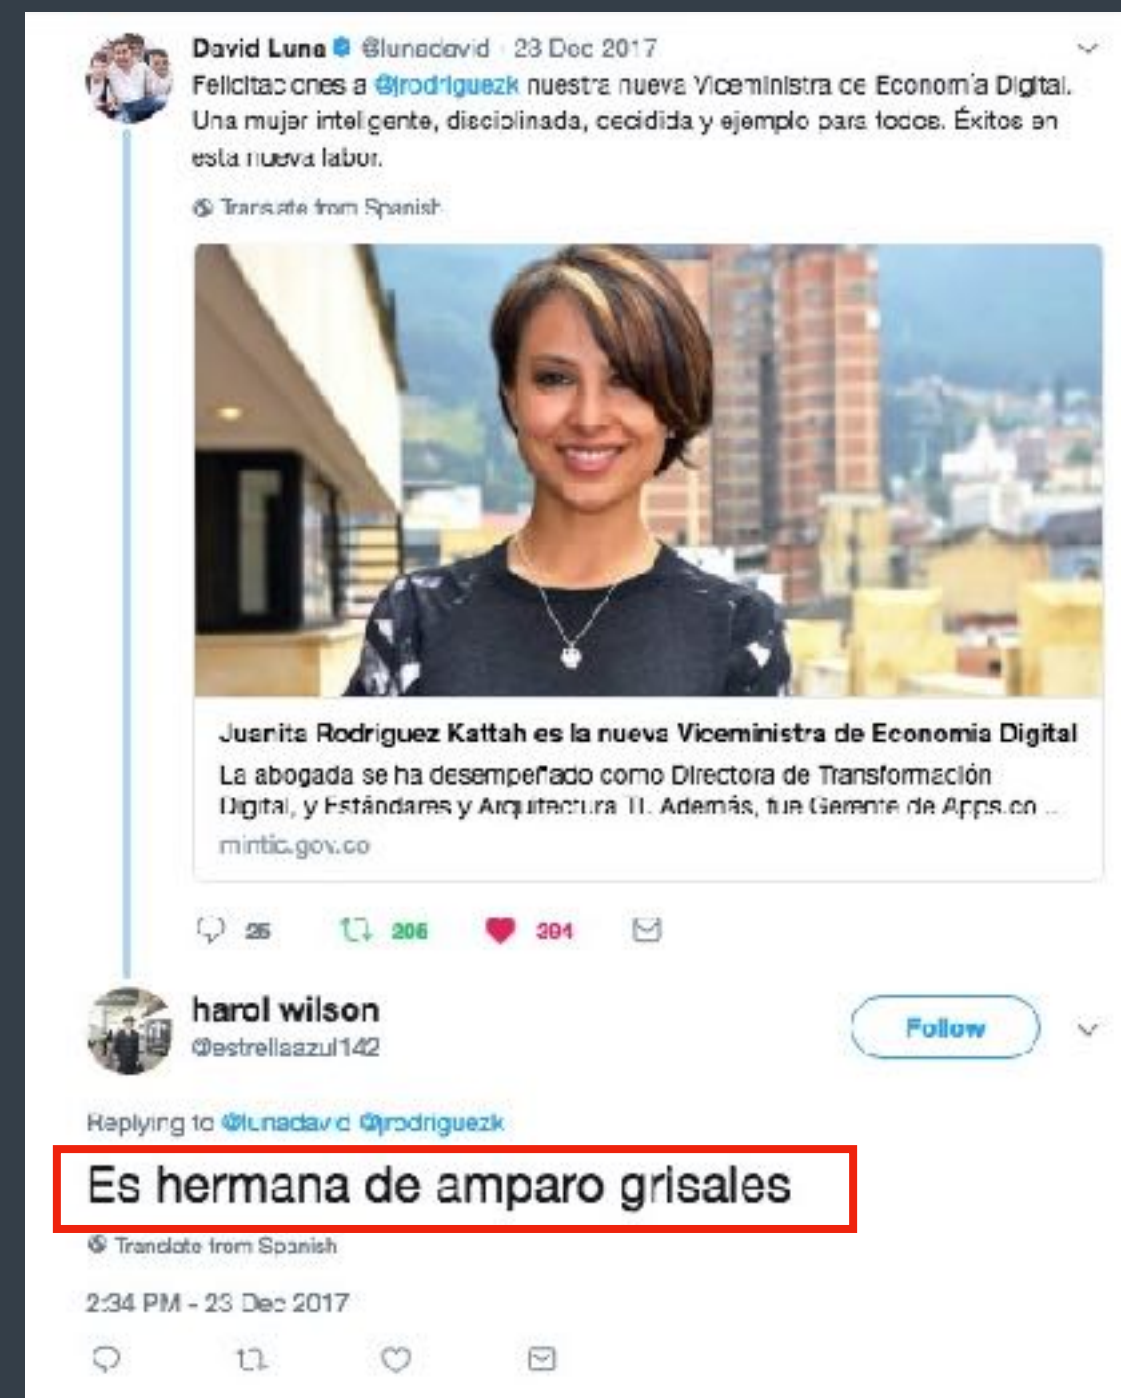 David Luna @lunadavid · 23 Dec 2017
Felicitaciones a @jrodriguezk nuestra nueva Viceministra de Economía Digital.
Una mujer inteligente, disciplinada, decidida y ejemplo para todos. Éxitos en
esta nueva labor.
Translate from Spanish
Juanita Rodriguez Kattah es la nueva Viceministra de Economia Digital
La abogada se ha desempeñado como Directora de Transformación
Digital, y Estándares y Arquitectura TI. Además, fue Gerente de Apps.co ...
mintic.gov.co
harol wilson
Follow
@estrellaazul142
Replying to @lunadavid @jrodriguezk
Es hermana de amparo grisales
Translate from Spanish
2:34 PM - 23 Dec 2017